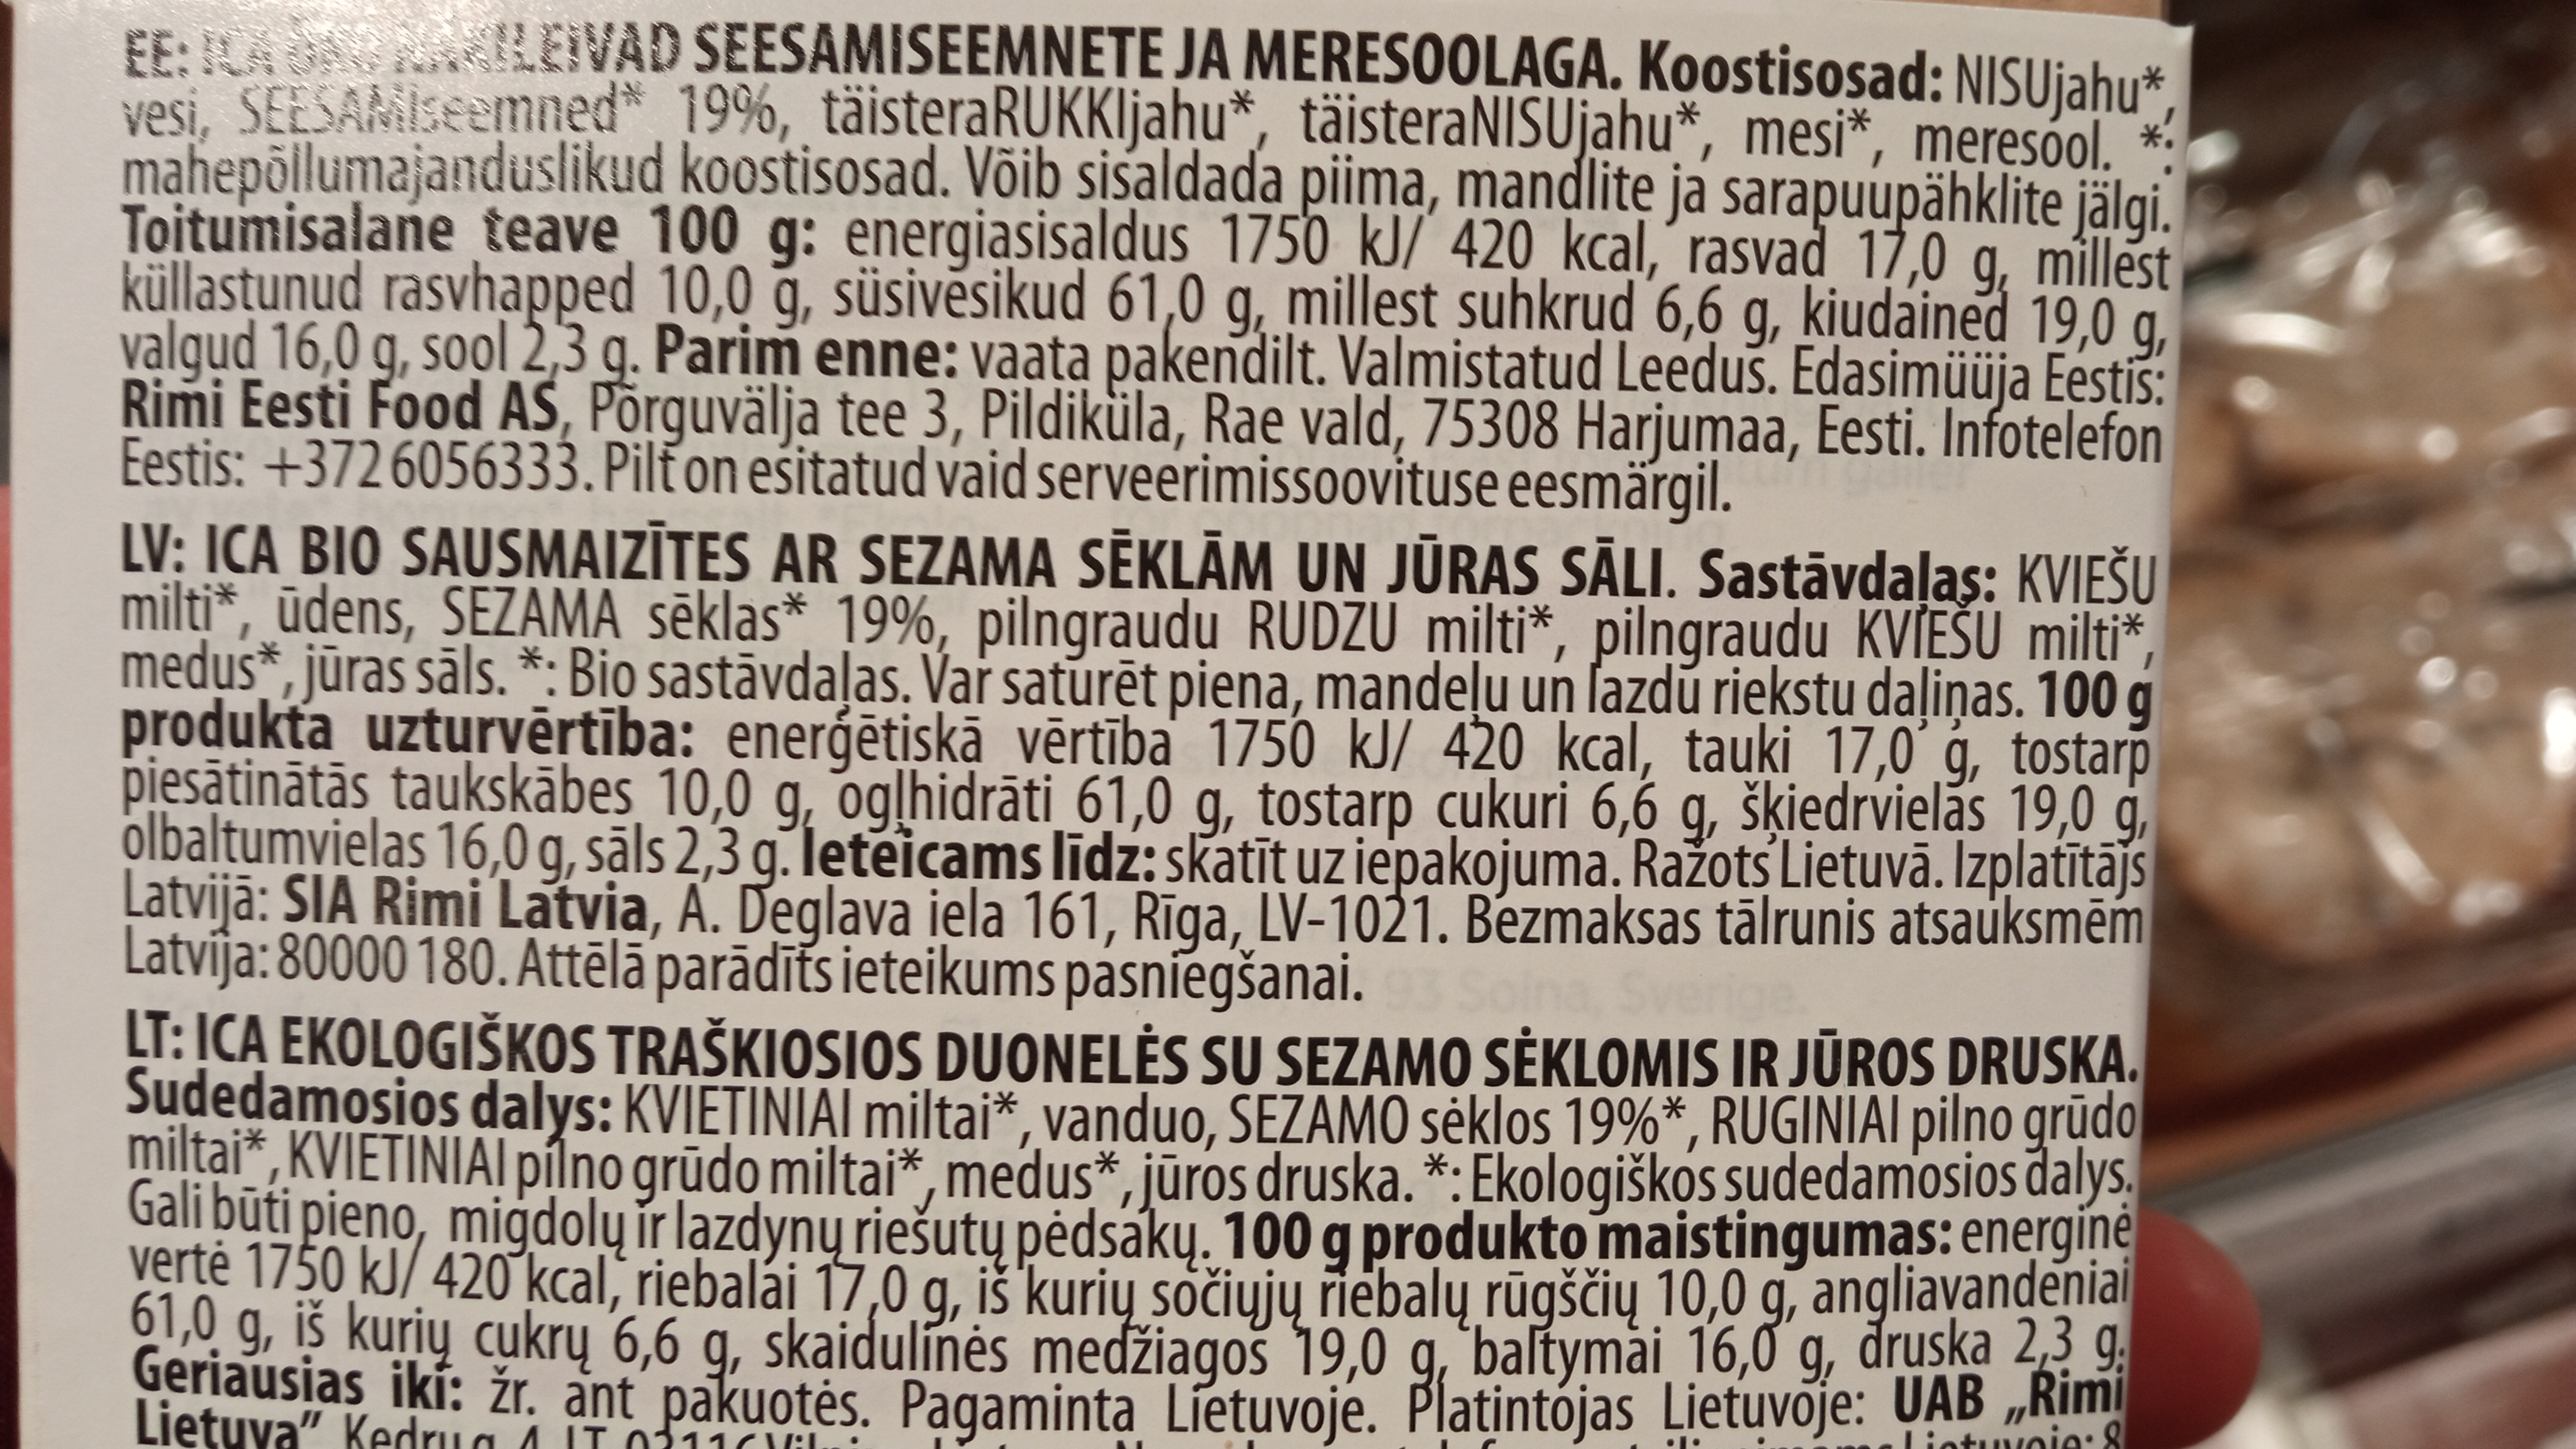 EE: ICA ÖKO NÄKILEIVAD SEESAMISEEMNETE JA MERESOOLAGA. Koostisosad: NISUjahu*,
vesi, SEESAMIseemned* 19%, täisteraRUKKIjahu*, täisteraNISUjahu*, mesi*, meresool. *:
mahepõllumajanduslikud koostisosad. Võib sisaldada piima, mandlite ja sarapuupähklite jälgi.
Toitumisalane teave 100 g: energiasisaldus 1750 kJ/ 420 kcal, rasvad 17,0 g, millest
küllastunud rasvhapped 10,0 g, süsivesikud 61,0 g, millest suhkrud 6,6 g, kiudained 19,0 g,
valgud 16,0 g, sool 2,3 g. Parim enne: vaata pakendilt. Valmistatud Leedus. Edasimüüja Eestis:
Rimi Eesti Food AS, Põrguvälja tee 3, Pildiküla, Rae vald, 75308 Harjumaa, Eesti. Infotelefon
Eestis: +372 6056333. Pilt on esitatud vaid serveerimissoovituse eesmärgil.
LV: ICA BIO SAUSMAIZĪTES AR SEZAMA SĒKLĀM UN JŪRAS SĀLI. Sastāvdaļas: KVIEŠU
milti*, ūdens, SEZAMA sēklas* 19%, pilngraudu RUDZU milti*, pilngraudu KVIEŠU milti*,
medus*, jūras sāls. *: Bio sastāvdaļas. Var saturēt piena, mandeļu un lazdu riekstu daļiņas. 100 g
produkta uzturvērtība: enerģētiskā vērtība 1750 kJ/ 420 kcal, tauki 17,0 g, tostarp
piesātinātās taukskābes 10,0 g, ogļhidrāti 61,0 g, tostarp cukuri 6,6 g, šķiedrvielas 19,0 g,
olbaltumvielas 16,0 g, sāls 2,3 g. Ieteicams līdz: skatīt uz iepakojuma. Ražots Lietuvā. Izplatītājs
Latvijā: SIA Rimi Latvia, A. Deglava iela 161, Rīga, LV-1021. Bezmaksas tālrunis atsauksmēm
Latvija: 80000 180. Attēlā parādīts ieteikums pasniegšanai.
93 Solna, Sverige.
LT: ICA EKOLOGIŠKOS TRAŠKIOSIOS DUONELĖS SU SEZAMO SĖKLOMIS IR JŪROS DRUSKA.
Sudedamosios dalys: KVIETINIAI miltai*, vanduo, SEZAMO sėklos 19%*, RUGINIAI pilno grūdo
miltai*, KVIETINIAI pilno grūdo miltai*, medus*, jūros druska. *: Ekologiškos sudedamosios dalys.
Gali būti pieno, migdolų ir lazdynų riešutų pėdsakų. 100 g produkto maistingumas: energinė
vertė 1750 kJ/ 420 kcal, riebalai 17,0 g, iš kurių sočiųjų riebalų rūgščių 10,0 g, angliavandeniai
61,0 g, iš kurių cukrų 6,6 g, skaidulinės medžiagos 19,0 g, baltymai 16,0 g, druska 2,3 g.
Geriausias iki: žr. ant pakuotės. Pagaminta Lietuvoje. Platintojas Lietuvoje: UAB „Rimi
Lietuva" Kedrų g. 4, LT-03116 Vilnius